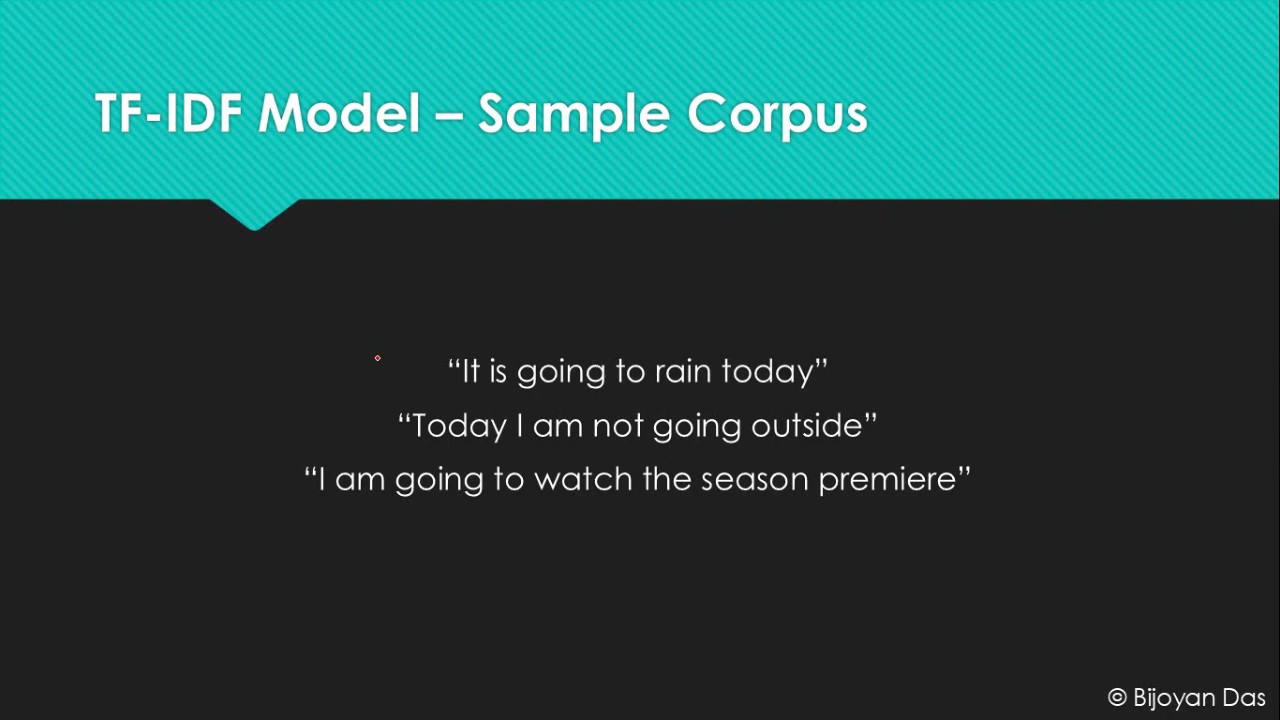 TF-IDF Model – Sample Corpus
“It is going to rain today”
“Today I am not going outside”
“I am going to watch the season premiere”
© Bijoyan Das